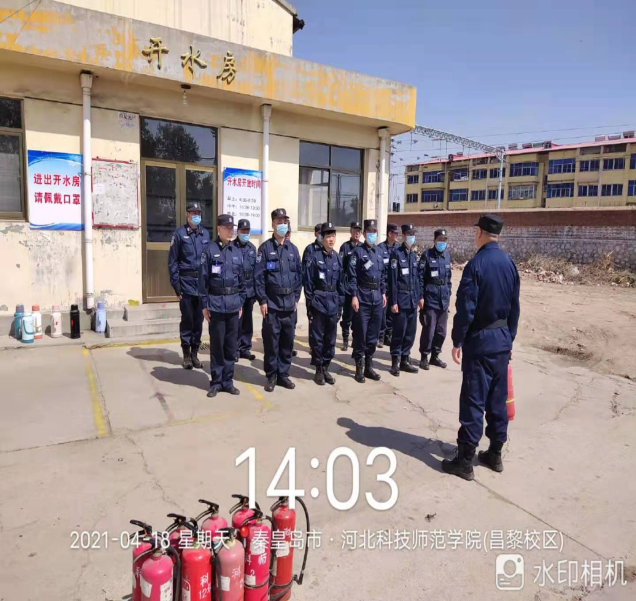 开水房
进出开水房
请佩戴口罩
开水房开放时间
14:03
2021-04-18 星期天
秦皇岛市·河北科技师范学院(昌黎校区)
水印相机
科